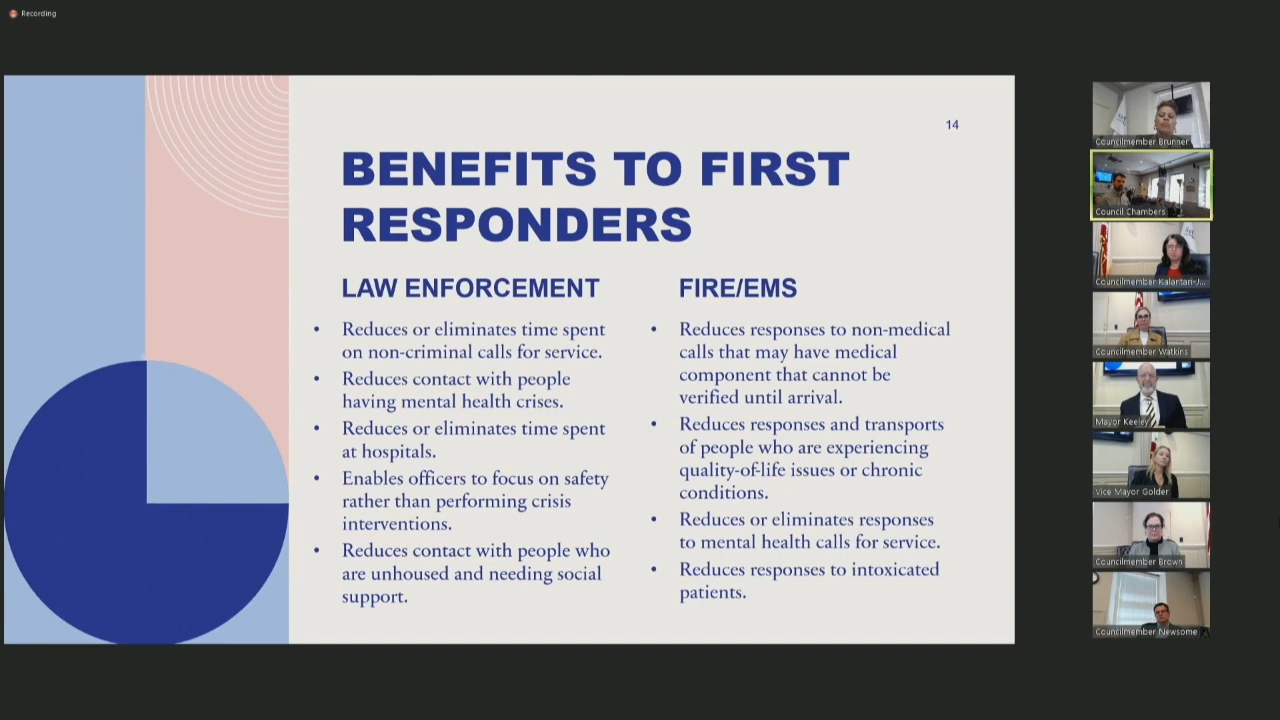 Recording
14
BENEFITS TO FIRST
RESPONDERS
LAW ENFORCEMENT
• Reduces or eliminates time spent
on non-criminal calls for service.
• Reduces contact with people
having mental health crises.
• Reduces or eliminates time spent
at hospitals.
• Enables officers to focus on safety
rather than performing crisis
interventions.
• Reduces contact with people who
are unhoused and needing social
support.
FIRE/EMS
• Reduces responses to non-medical
calls that may have medical
component that cannot be
verified until arrival.
• Reduces responses and transports
of people who are experiencing
quality-of-life issues or chronic
conditions.
• Reduces or eliminates responses
to mental health calls for service.
• Reduces responses to intoxicated
patients.
Councilmember Brunner
Council Chambers
Councilmember Kalantari-J...
Councilmember Watkins
Mayor Keeley
Vice Mayor Golder
Councilmember Brown
Councilmember Newsome